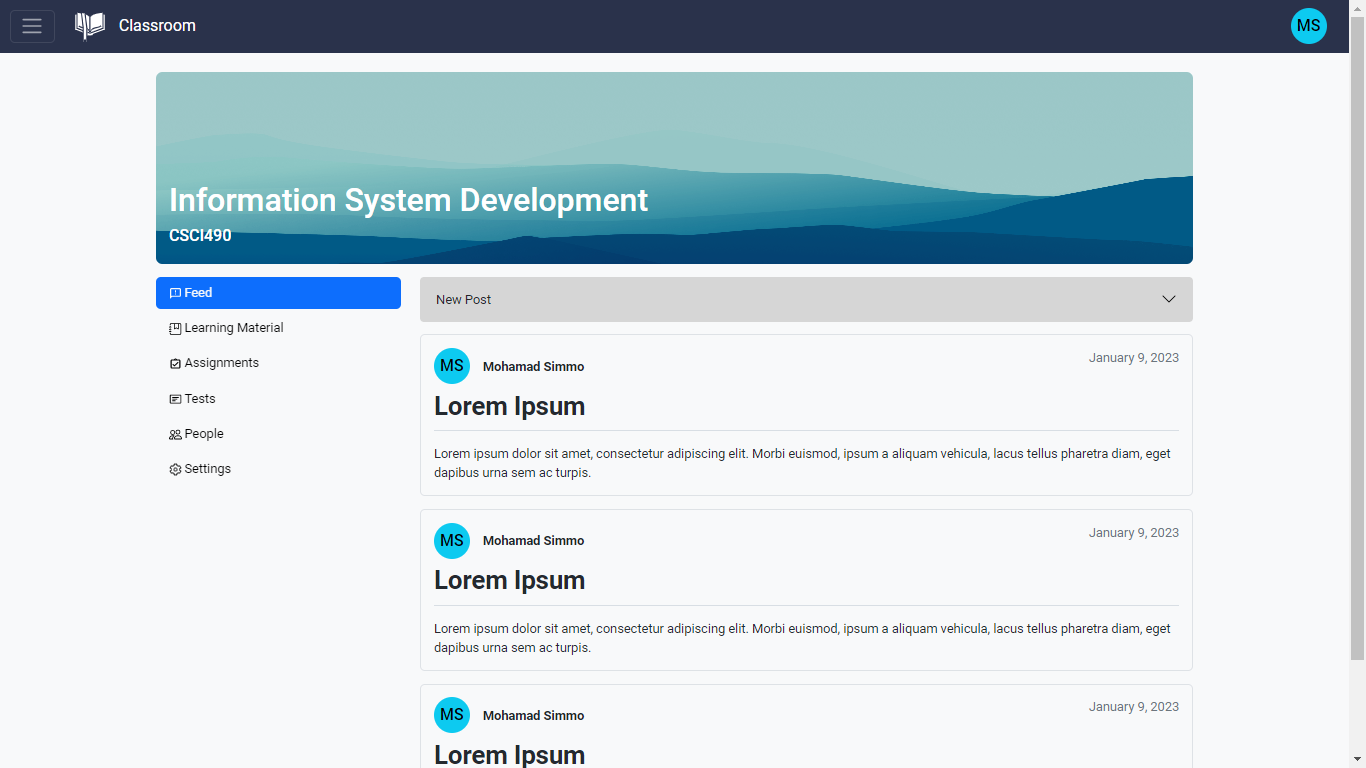 Classroom
MS
Information System Development
CSCI490
Feed
Learning Material
Assignments
Tests
People
Settings
New Post
MS
Mohamad Simmo
January 9, 2023
Lorem Ipsum
Lorem ipsum dolor sit amet, consectetur adipiscing elit. Morbi euismod, ipsum a aliquam vehicula, lacus tellus pharetra diam, eget
dapibus urna sem ac turpis.
MS
Mohamad Simmo
January 9, 2023
Lorem Ipsum
Lorem ipsum dolor sit amet, consectetur adipiscing elit. Morbi euismod, ipsum a aliquam vehicula, lacus tellus pharetra diam, eget
dapibus urna sem ac turpis.
MS
Mohamad Simmo
January 9, 2023
Lorem Ipsum